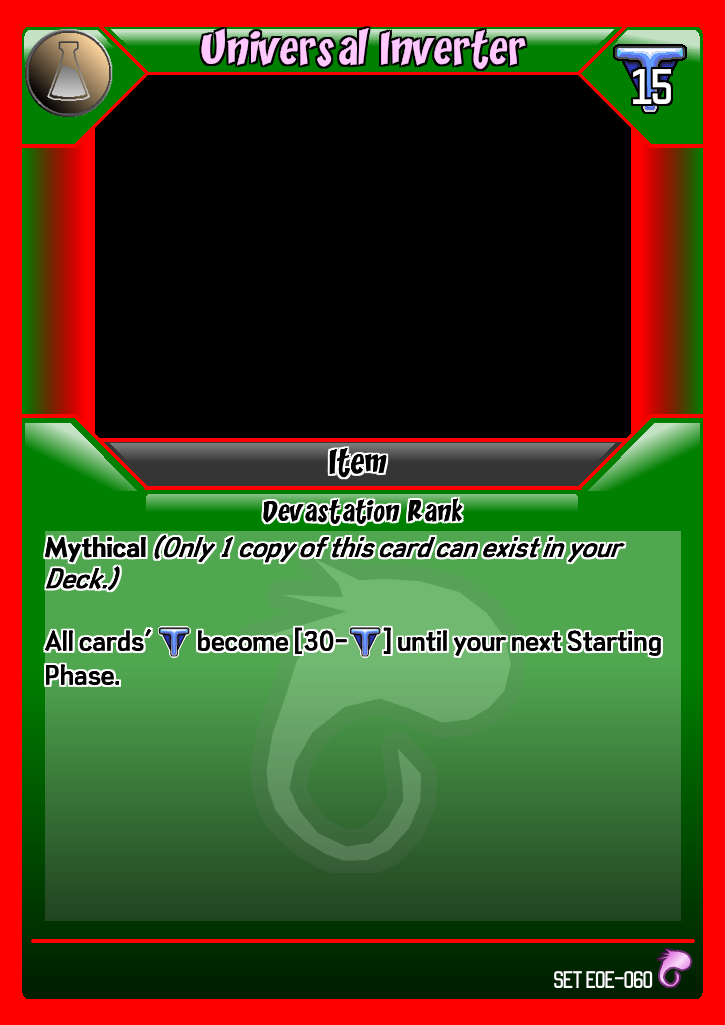 Universal Inverter
15
Item
Devastation Rank
Mythical (Only 1 copy of this card can exist in your
Deck.)
All cards' T become [30-T] until your next Starting
Phase.
SET EOE-060